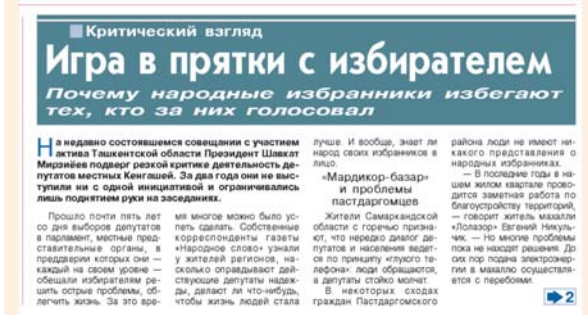 Критический взгляд
Игра в прятки с избирателем
Почему народные избранники избегают
тех, кто за них голосовал
На недавно состоявшемся совещании с участием
актива Ташкентской области Президент Шавкат
Мирзиёев подверг резкой критике деятельность де-
путатов местных Кенгашей. За два года они не выс-
тупили ни с одной инициативой и ограничивались
лишь поднятием руки на заседаниях.
Прошло почти пять лет
со дня выборов депутатов
в парламент, местные пред-
ставительные органы, в
преддверии которых они —
каждый на своем уровне —
обещали избирателям ре-
шить острые проблемы, об-
легчить жизнь. За это вре-
мя многое можно было ус-
петь сделать. Собственные
корреспонденты газеты
«Народное слово» узнали
у жителей регионов, на-
сколько оправдывают дей-
ствующие депутаты надеж-
ды, делают ли что-нибудь,
чтобы жизнь людей стала
лучше. И вообще, знает ли
народ своих избранников в
лицо.
«Мардикор-базар»
и проблемы
пастдаргомцев
Жители Самаркандской
области с горечью призна-
ют, что нередко диалог де-
путатов и населения ведет-
ся по принципу «глухого те-
лефона»: люди обращаются,
а депутаты стойко молчат.
В некоторых сходах
граждан Пастдаргомского
района люди не имеют ни-
какого представления о
народных избранниках.
— В последние годы в на-
шем жилом квартале прово-
дится заметная работа по
благоустройству территорий,
— говорит житель махалли
«Лолазор» Евгений Никуль-
чик. — Но многие проблемы
пока не находят решения. До
сих пор подача электроэнер-
гии в махаллю осуществля-
ется с перебоями.
2